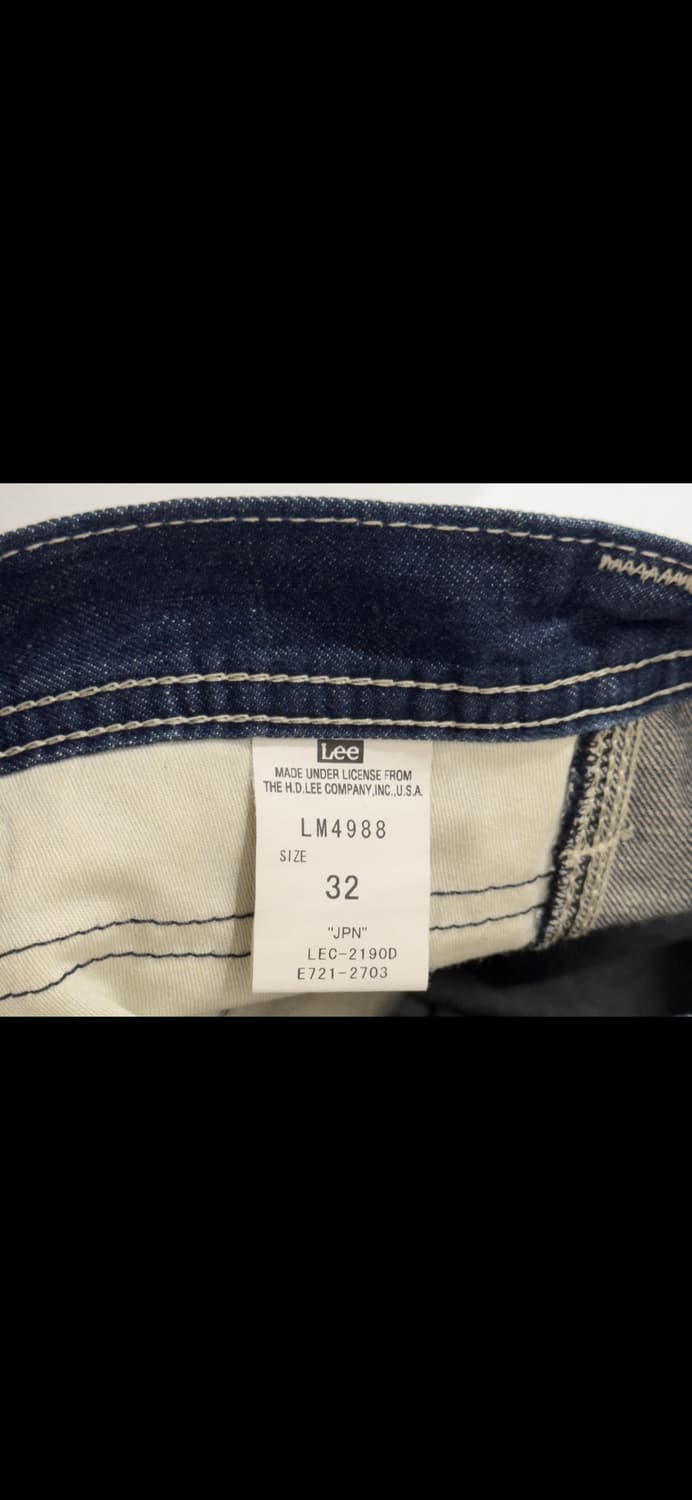 Lee
MADE UNDER LICENSE FROM
THE H.D.LEE COMPANY,INC.,U.S.A.
LM4988
SIZE
32
"JPN"
LEC-2190D
E721-2703